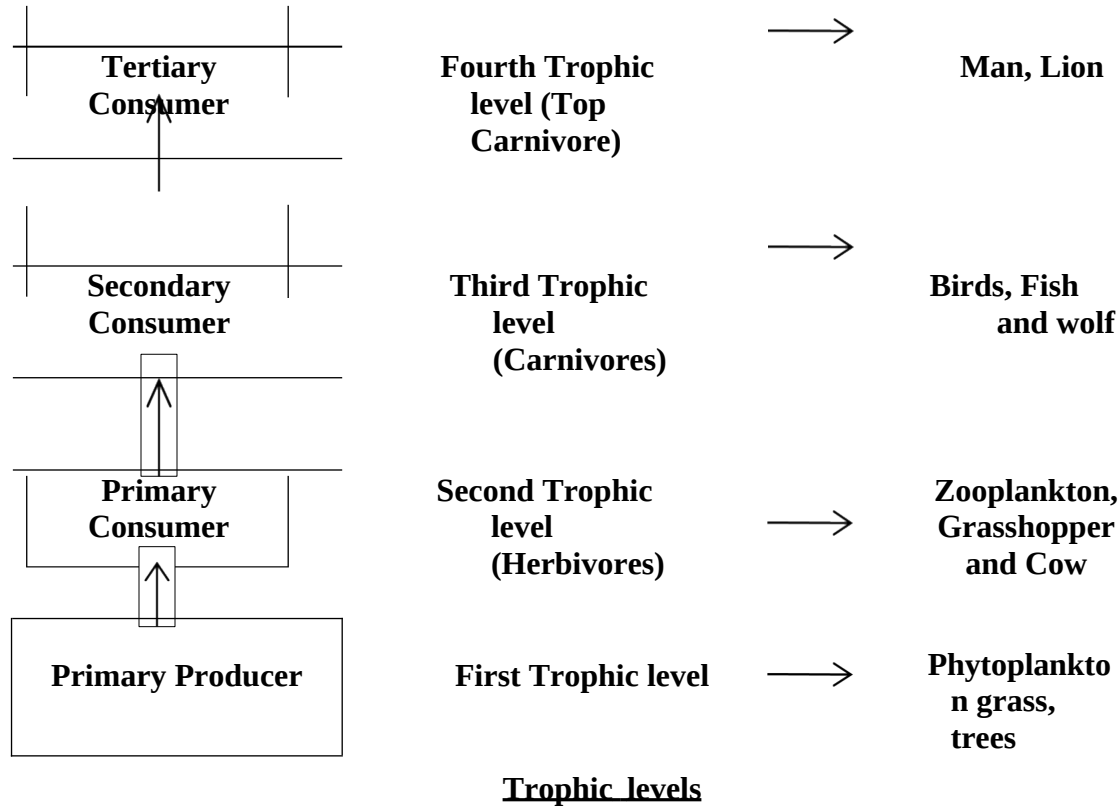 Tertiary
Consumer
Fourth Trophic
level (Top
Carnivore)
Man, Lion
Secondary
Consumer
Third Trophic
level
(Carnivores)
Birds, Fish
and wolf
Primary
Consumer
Second Trophic
level
(Herbivores)
Zooplankton,
Grasshopper
and Cow
Primary Producer
First Trophic level
Phytoplankto
n grass,
trees
Trophic levels